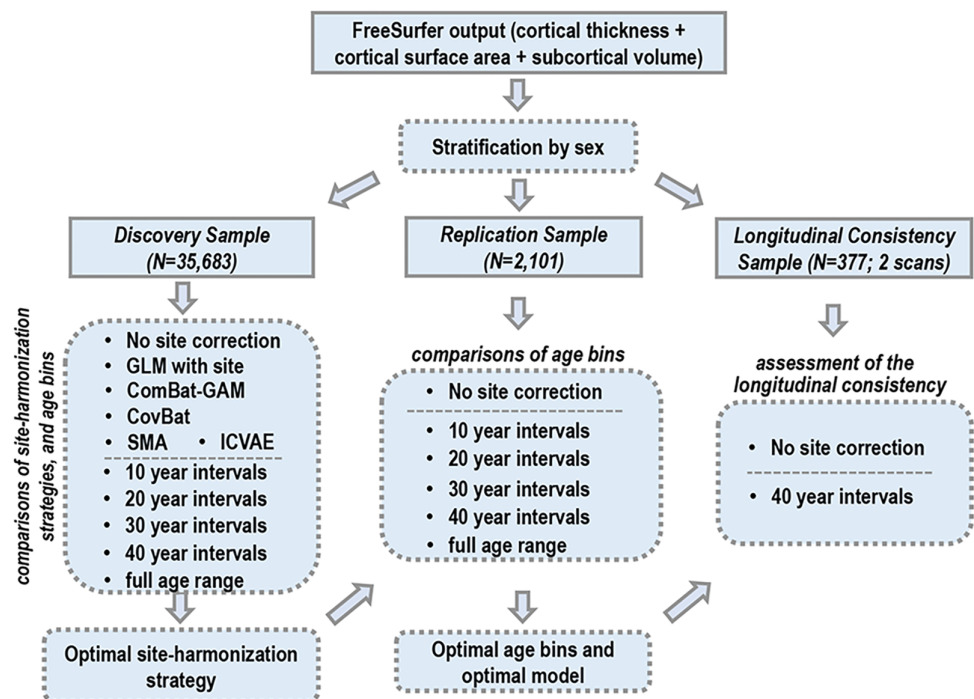 FreeSurfer output (cortical thickness +
cortical surface area + subcortical volume)
Stratification by sex
Discovery Sample
(N=35,683)
Replication Sample
(N=2,101)
Longitudinal Consistency
Sample (N=377; 2 scans)
comparisons of site-harmonization
strategies, and age bins
• No site correction
• GLM with site
• ComBat-GAM
• CovBat
• SMA • ICVAE
• 10 year intervals
• 20 year intervals
• 30 year intervals
• 40 year intervals
• full age range
comparisons of age bins
• No site correction
• 10 year intervals
• 20 year intervals
• 30 year intervals
• 40 year intervals
• full age range
assessment of the
longitudinal consistency
• No site correction
• 40 year intervals
Optimal site-harmonization
strategy
Optimal age bins and
optimal model